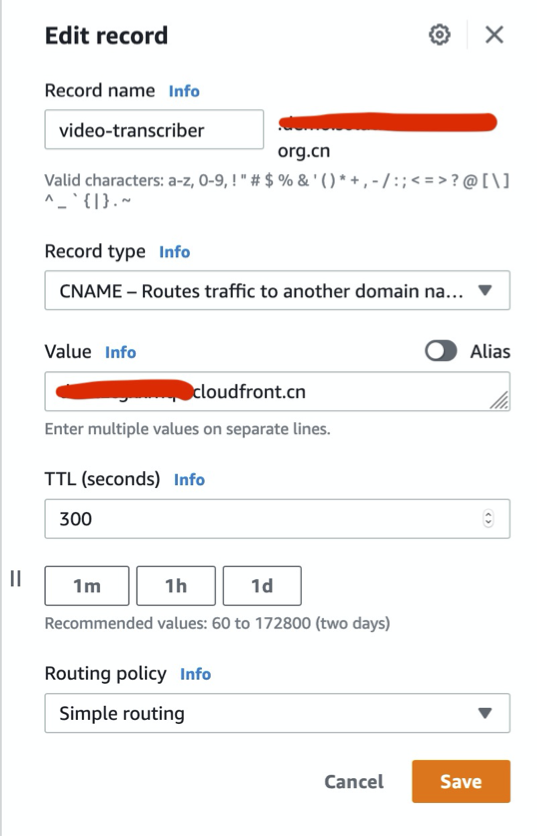 Edit record
Record name Info
video-transcriber
org.cn
Valid characters: a-z, 0-9, ! " # $ % & ' ( ) * + , - / : ; < = > ? @ [ \ ]
^ _ ` { | } . ~
Record type Info
CNAME – Routes traffic to another domain na...
Value Info
Alias
cloudfront.cn
Enter multiple values on separate lines.
TTL (seconds) Info
300
1m 1h 1d
Recommended values: 60 to 172800 (two days)
Routing policy Info
Simple routing
Cancel Save